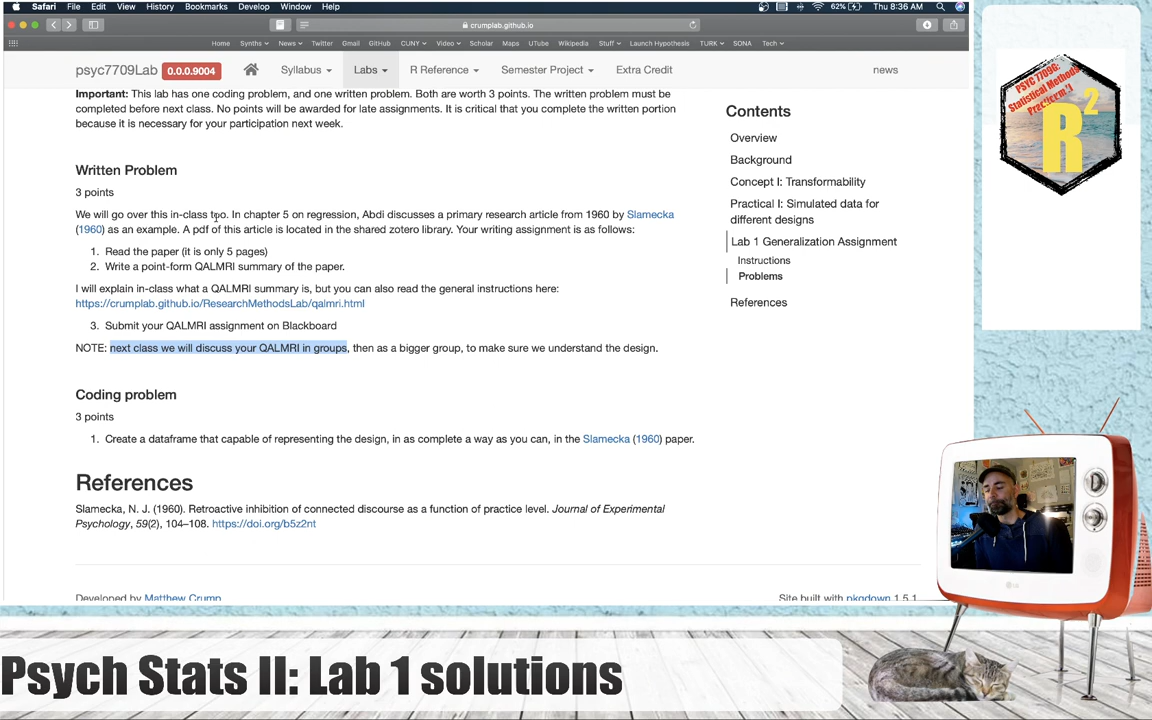 Safari File Edit View History Bookmarks Develop Window Help 62% Thu 8:36 AM
crumplab.github.io
Home Synths News Twitter Gmail GitHub CUNY Video Scholar Maps UTube Wikipedia Stuff Launch Hypothesis TURK SONA Tech
psyc7709Lab 0.0.0.9004 Syllabus Labs R Reference Semester Project Extra Credit news
Important: This lab has one coding problem, and one written problem. Both are worth 3 points. The written problem must be
completed before next class. No points will be awarded for late assignments. It is critical that you complete the written portion
because it is necessary for your participation next week.
Written Problem
3 points
We will go over this in-class too. In chapter 5 on regression, Abdi discusses a primary research article from 1960 by Slamecka
(1960) as an example. A pdf of this article is located in the shared zotero library. Your writing assignment is as follows:
1. Read the paper (it is only 5 pages)
2. Write a point-form QALMRI summary of the paper.
I will explain in-class what a QALMRI summary is, but you can also read the general instructions here:
https://crumplab.github.io/ResearchMethodsLab/qalmri.html
3. Submit your QALMRI assignment on Blackboard
NOTE: next class we will discuss your QALMRI in groups, then as a bigger group, to make sure we understand the design.
Coding problem
3 points
1. Create a dataframe that capable of representing the design, in as complete a way as you can, in the Slamecka (1960) paper.
References
Slamecka, N. J. (1960). Retroactive inhibition of connected discourse as a function of practice level. Journal of Experimental
Psychology, 59(2), 104–108. https://doi.org/b5z2nt
Developed by Matthew Crump
Site built with pkgdown 1.5.1
Contents
Overview
Background
Concept I: Transformability
Practical I: Simulated data for
different designs
Lab 1 Generalization Assignment
Instructions
Problems
References
PSYC 7709G:
Statistical Methods
R2
LG
Psych Stats II: Lab 1 solutions